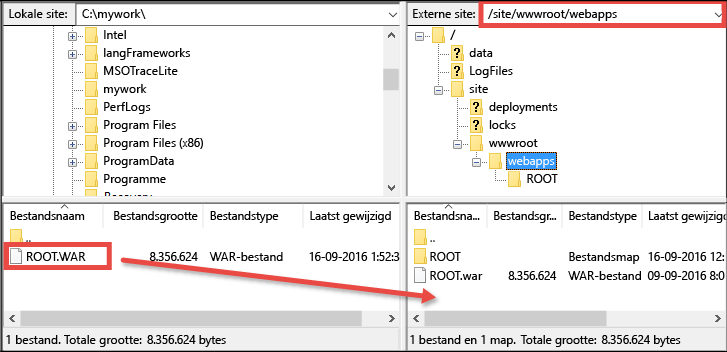 Lokale site: C:\mywork\
Intel
langFrameworks
MSOTraceLite
mywork
PerfLogs
Program Files
Program Files (x86)
ProgramData
Programme
Bestandsnaam Bestandsgrootte Bestandstype Laatst gewijzigd
..
ROOT.WAR 8.356.624 WAR-bestand 16-09-2016 1:52:3
1 bestand. Totale grootte: 8.356.624 bytes
Externe site: /site/wwwroot/webapps
/
data
LogFiles
site
deployments
locks
wwwroot
webapps
ROOT
Bestandsna... Bestandsgr... Bestandstype Laatst gewijzigd
..
ROOT Bestandsmap 16-09-2016 12:
ROOT.war 8.356.624 WAR-bestand 09-09-2016 8:0
1 bestand en 1 map. Totale grootte: 8.356.624 bytes